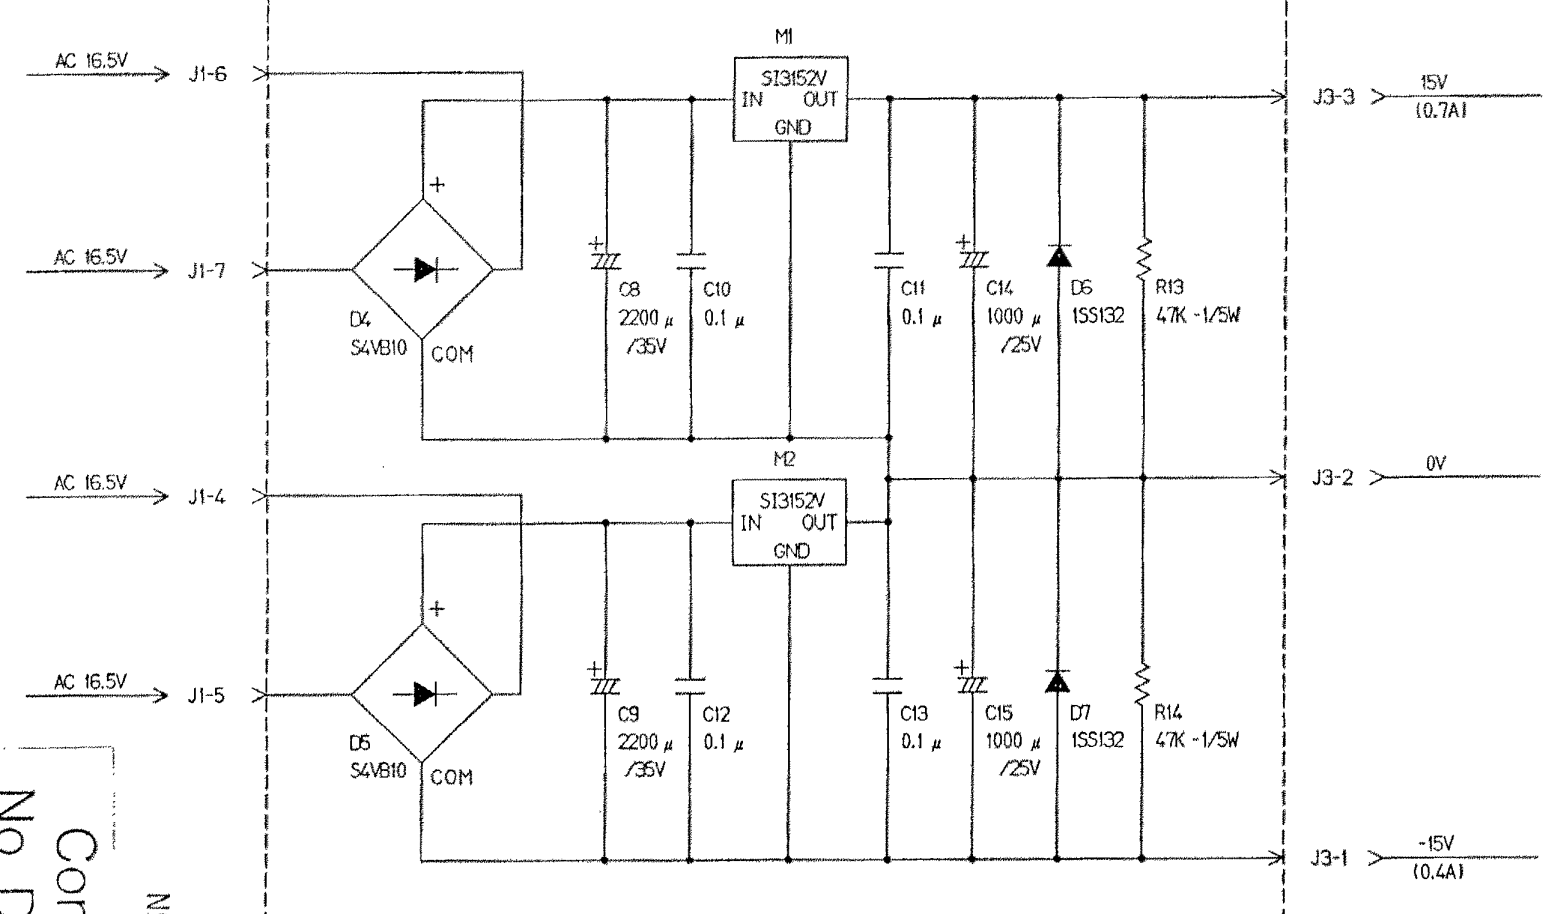 M1
AC 16.5V
J1-6
SI3152V
IN OUT
GND
J3-3
15V
(0.7A)
+
AC 16.5V
J1-7
+
+
D4
S4VB10
COM
C8
2200 μ
/35V
C10
0.1 μ
C11
0.1 μ
C14
1000 μ
/25V
D6
1SS132
R13
47K -1/5W
M2
AC 16.5V
J1-4
SI3152V
IN OUT
GND
J3-2
0V
+
AC 16.5V
J1-5
+
+
D5
S4VB10
COM
C9
2200 μ
/35V
C12
0.1 μ
C13
0.1 μ
C15
1000 μ
/25V
D7
1SS132
R14
47K -1/5W
J3-1
-15V
(0.4A)
No